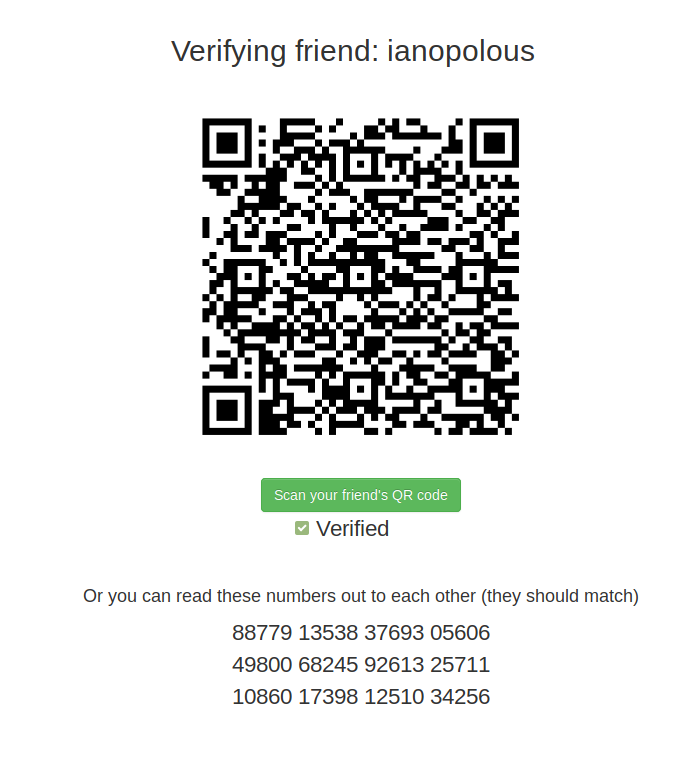 Verifying friend: ianopolous
Scan your friend's QR code
Verified
Or you can read these numbers out to each other (they should match)
88779 13538 37693 05606
49800 68245 92613 25711
10860 17398 12510 34256